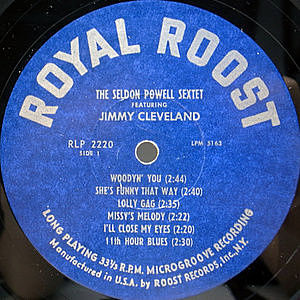 ROYAL ROOST
THE SELDON POWELL SEXTET
FEATURING
JIMMY CLEVELAND
RLP 2220
SIDE 1
LPM 5163
WOODYN' YOU (2:44)
SHE'S FUNNY THAT WAY (2:40)
LOLLY GAG (2:35)
MISSY'S MELODY (2:22)
I'LL CLOSE MY EYES (2:20)
11th HOUR BLUES (2:30)
LONG PLAYING 33⅓ R.P.M. MICROGROOVE RECORDING
Manufactured in U.S.A. by ROOST RECORDS, Inc. N.Y.